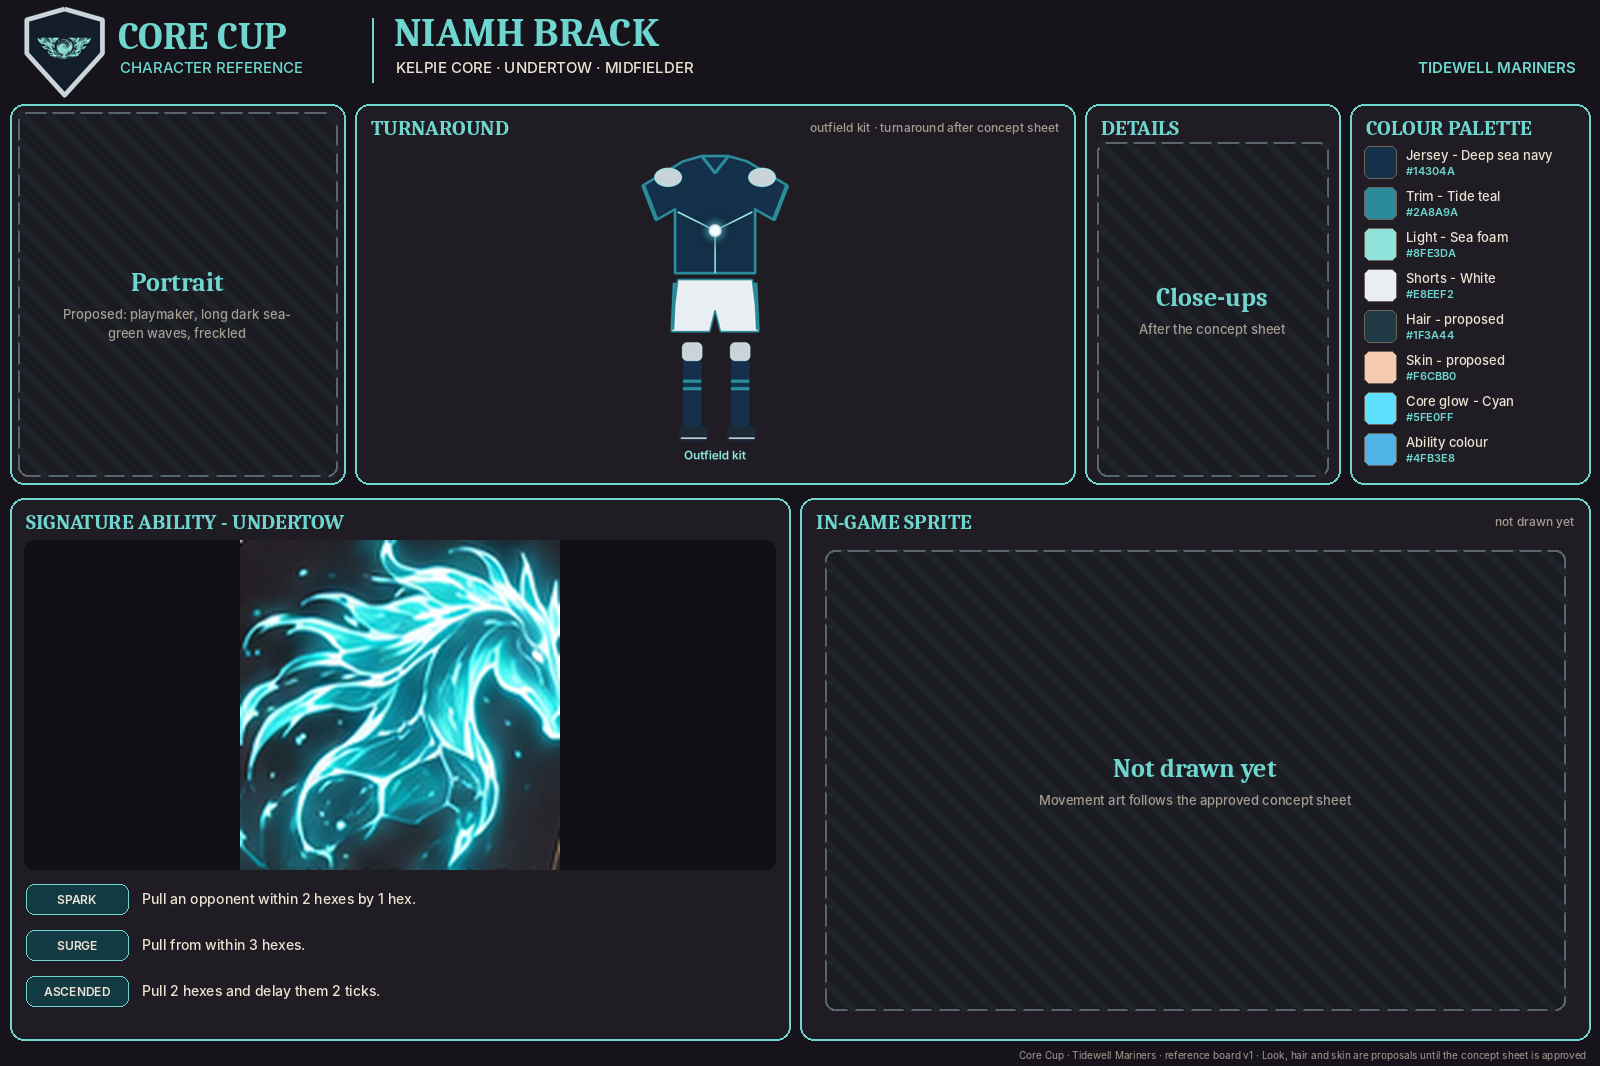 CORE CUP
CHARACTER REFERENCE
NIAMH BRACK
KELPIE CORE · UNDERTOW · MIDFIELDER
TIDEWELL MARINERS
Portrait
Proposed: playmaker, long dark sea-
green waves, freckled
TURNAROUND
outfield kit · turnaround after concept sheet
Outfield kit
DETAILS
Close-ups
After the concept sheet
COLOUR PALETTE
Jersey - Deep sea navy
#14304A
Trim - Tide teal
#2A8A9A
Light - Sea foam
#8FE3DA
Shorts - White
#E8EEF2
Hair - proposed
#1F3A44
Skin - proposed
#F6CBB0
Core glow - Cyan
#5FE0FF
Ability colour
#4FB3E8
SIGNATURE ABILITY - UNDERTOW
SPARK
Pull an opponent within 2 hexes by 1 hex.
SURGE
Pull from within 3 hexes.
ASCENDED
Pull 2 hexes and delay them 2 ticks.
IN-GAME SPRITE
not drawn yet
Not drawn yet
Movement art follows the approved concept sheet
Core Cup · Tidewell Mariners · reference board v1 · Look, hair and skin are proposals until the concept sheet is approved